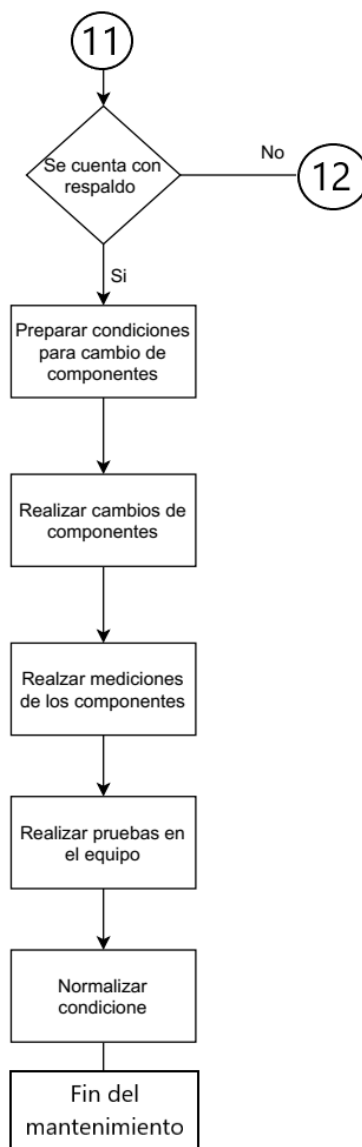 11
Se cuenta con
respaldo
No
12
Si
Preparar condiciones
para cambio de
componentes
Realizar cambios de
componentes
Realzar mediciones
de los componentes
Realizar pruebas en
el equipo
Normalizar
condicione
Fin del
mantenimiento